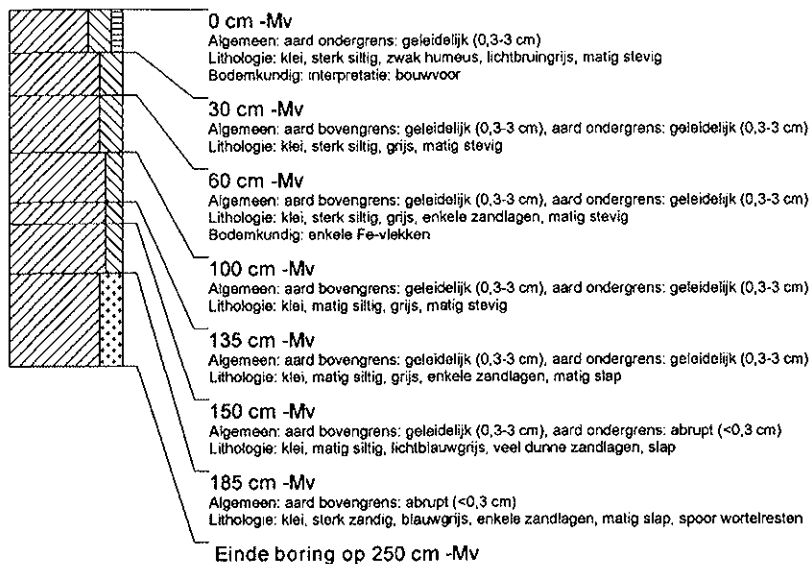 0 cm -Mv
Algemeen: aard ondergrens: geleidelijk (0,3-3 cm)
Lithologie: klei, sterk siltig, zwak humeus, lichtbruingrijs, matig stevig
Bodemkundig: interpretatie: bouwvoor
30 cm -Mv
Algemeen: aard bovengrens: geleidelijk (0,3-3 cm), aard ondergrens: geleidelijk (0,3-3 cm)
Lithologie: klei, sterk siltig, grijs, matig stevig
60 cm -Mv
Algemeen: aard bovengrens: geleidelijk (0,3-3 cm), aard ondergrens: geleidelijk (0,3-3 cm)
Lithologie: klei, sterk siltig, grijs, enkele zandlagen, matig stevig
Bodemkundig: enkele Fe-vlekken
100 cm -Mv
Algemeen: aard bovengrens: geleidelijk (0,3-3 cm), aard ondergrens: geleidelijk (0,3-3 cm)
Lithologie: klei, matig siltig, grijs, matig stevig
135 cm -Mv
Algemeen: aard bovengrens: geleidelijk (0,3-3 cm), aard ondergrens: geleidelijk (0,3-3 cm)
Lithologie: klei, matig siltig, grijs, enkele zandlagen, matig slap
150 cm -Mv
Algemeen: aard bovengrens: geleidelijk (0,3-3 cm), aard ondergrens: abrupt (<0,3 cm)
Lithologie: klei, matig siltig, lichtblauwgrijs, veel dunne zandlagen, slap
185 cm -Mv
Algemeen: aard bovengrens: abrupt (<0,3 cm)
Lithologie: klei, sterk zandig, blauwgrijs, enkele zandlagen, matig slap, spoor wortelresten
Einde boring op 250 cm -Mv